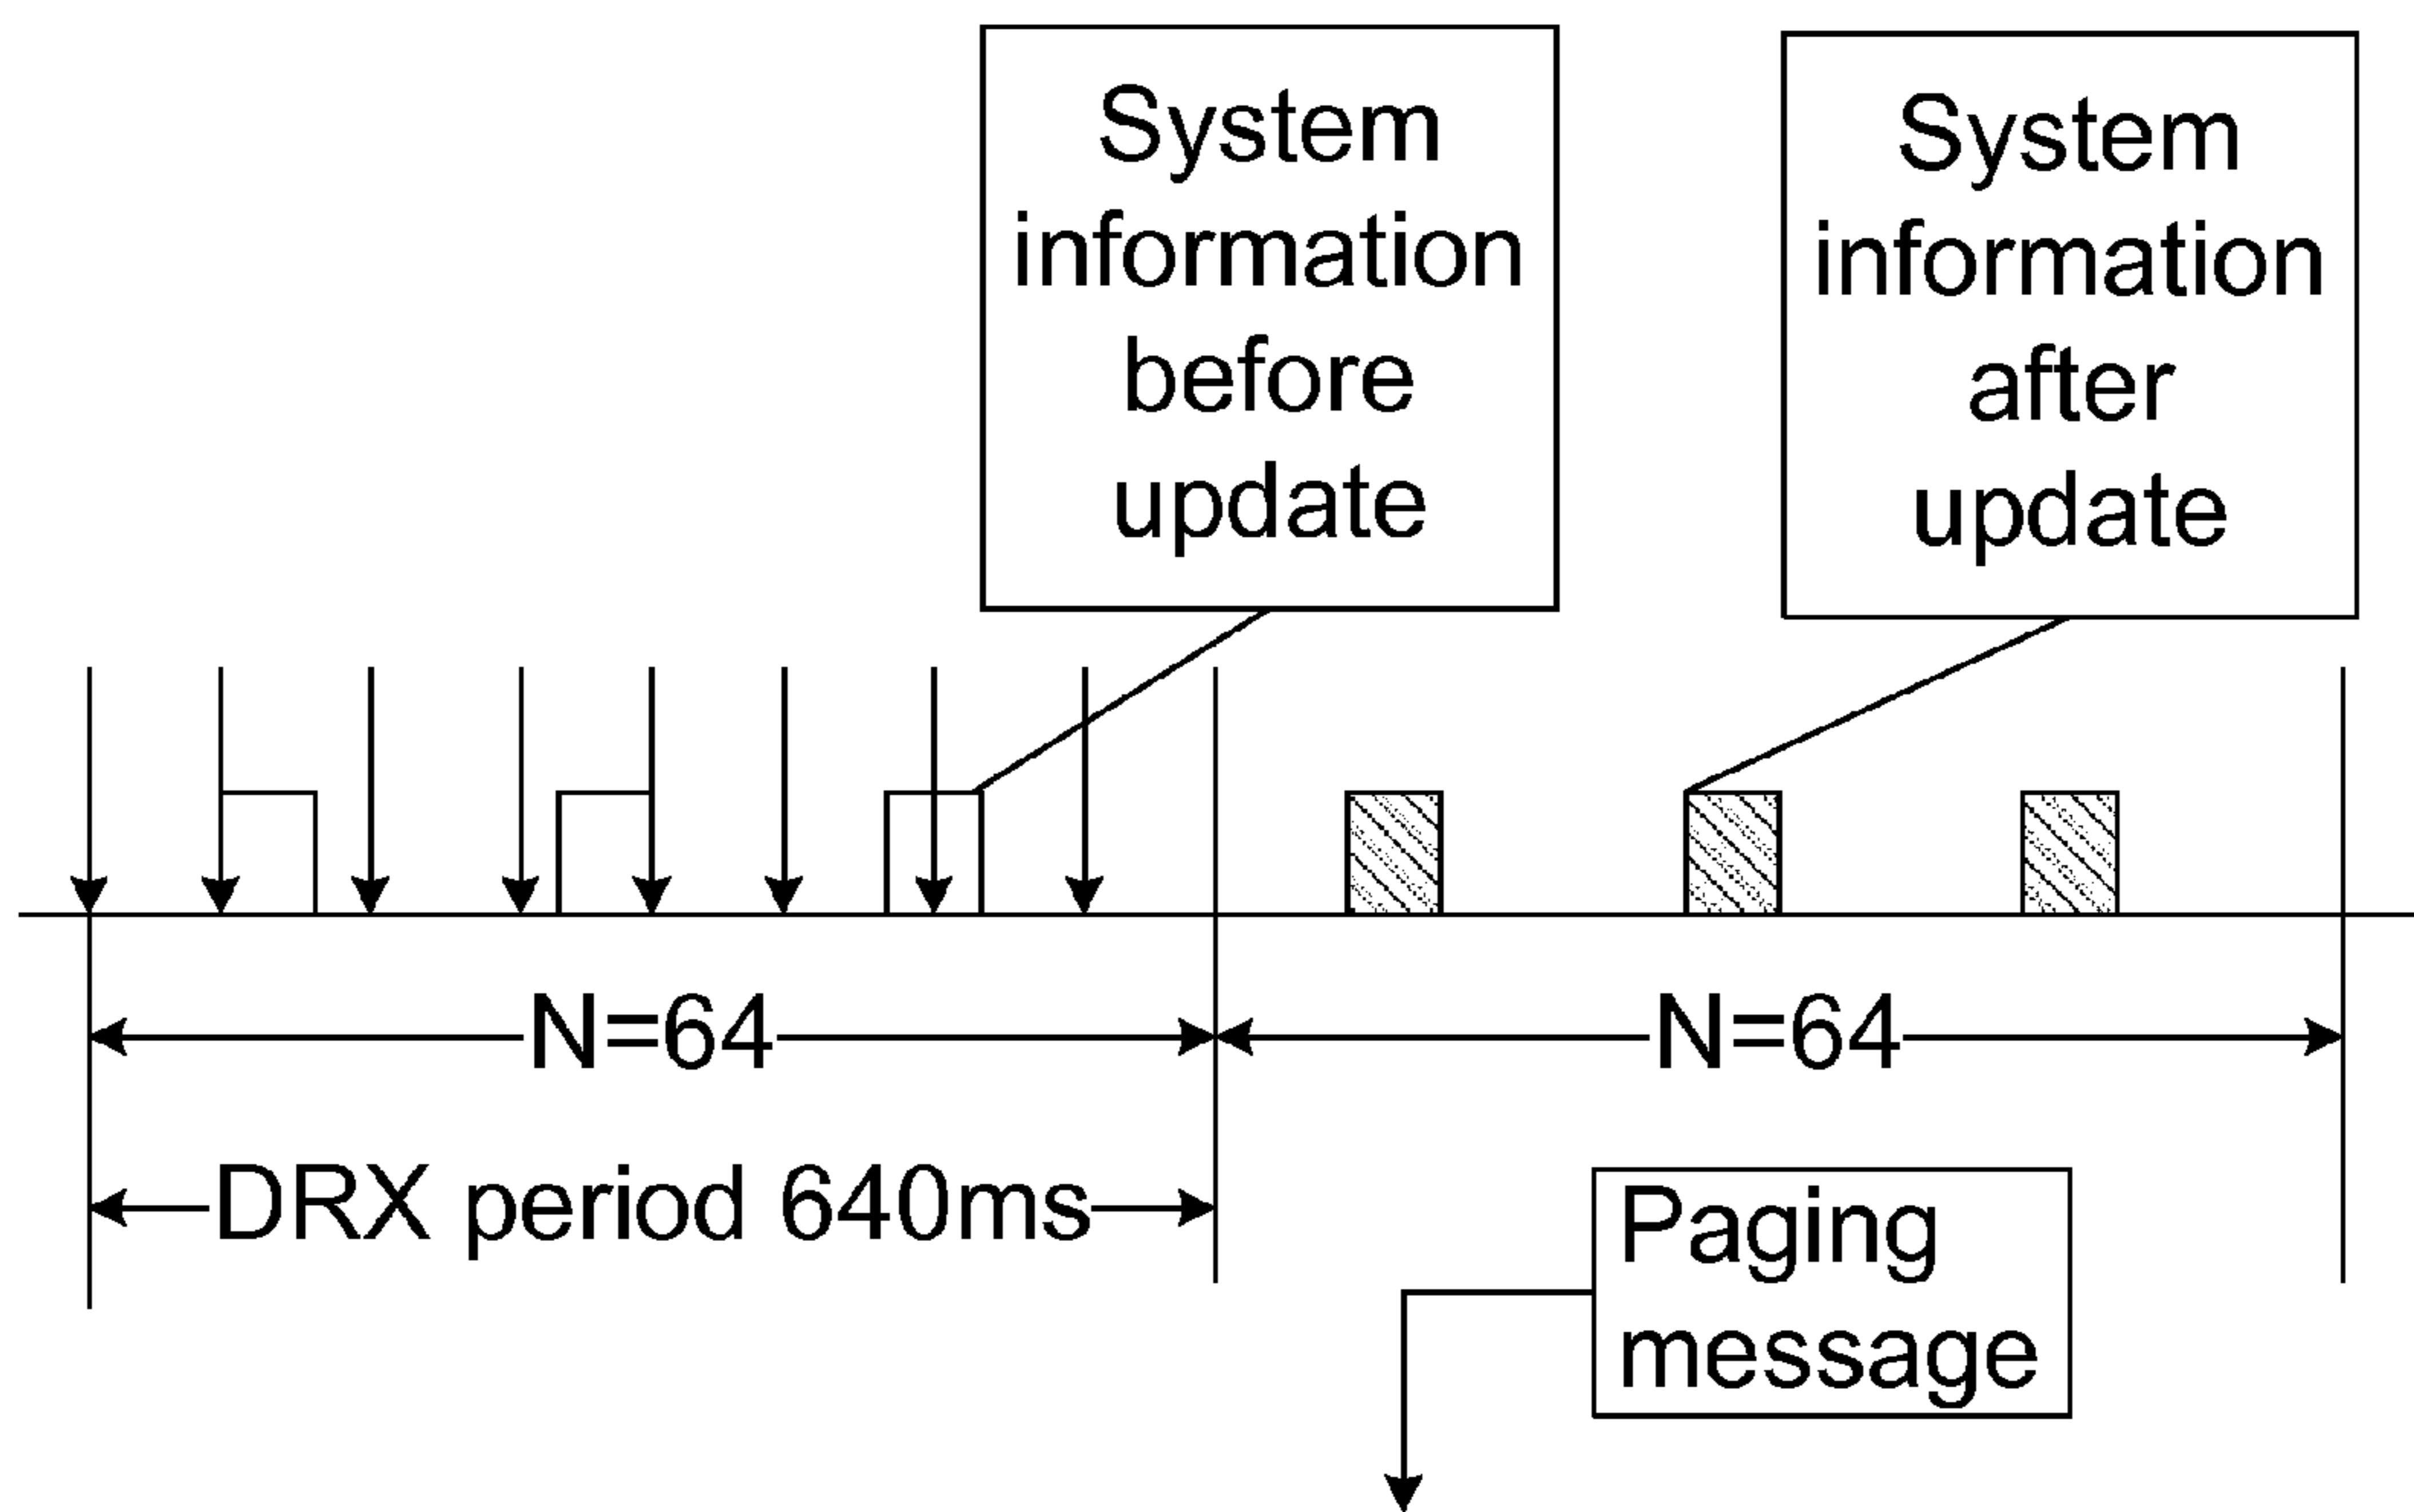 System
information
before
update
System
information
after
update
N=64
N=64
DRX period 640ms
Paging
message